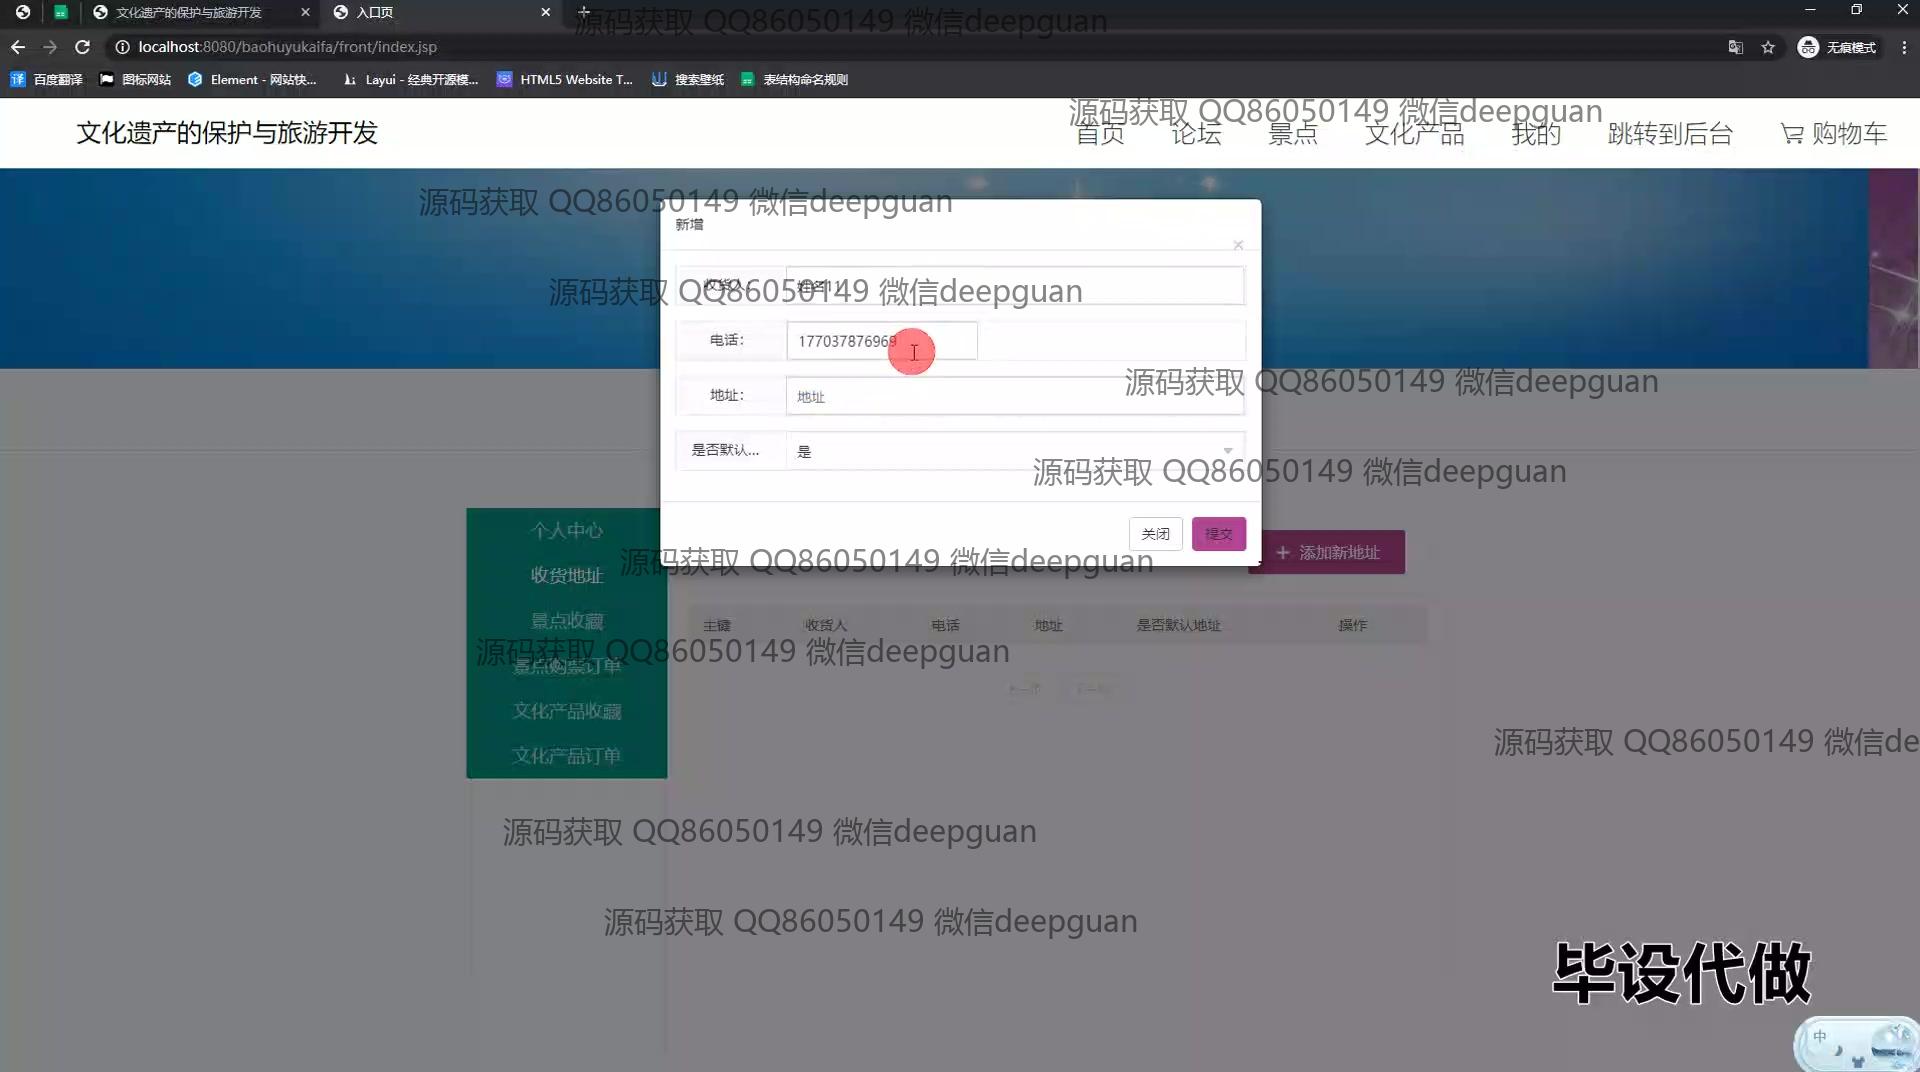 文化遗产的保护与旅游开发
入口页
源码获取 QQ86050149 微信deepguan
localhost:8080/baohuyukaifa/front/index.jsp
无痕模式
百度翻译
图标网站
Element - 网站快...
Layui - 经典开源模...
HTML5 Website T...
搜索壁纸
表结构命名规则
源码获取 QQ86050149 微信deepguan
文化遗产的保护与旅游开发
首页
论坛
景点
文化产品
我的
跳转到后台
购物车
源码获取 QQ86050149 微信deepguan
新增
收货人:
源码获取 QQ86050149 微信deepguan
电话:
177037876969
源码获取 QQ86050149 微信deepguan
地址:
地址
是否默认...
是
源码获取 QQ86050149 微信deepguan
关闭
提交
个人中心
添加新地址
源码获取 QQ86050149 微信deepguan
收货地址
景点收藏
主键
收货人
电话
地址
是否默认地址
操作
源码获取 QQ86050149 微信deepguan
景点购票订单
文化产品收藏
源码获取 QQ86050149 微信de
文化产品订单
源码获取 QQ86050149 微信deepguan
源码获取 QQ86050149 微信deepguan
毕设代做
中